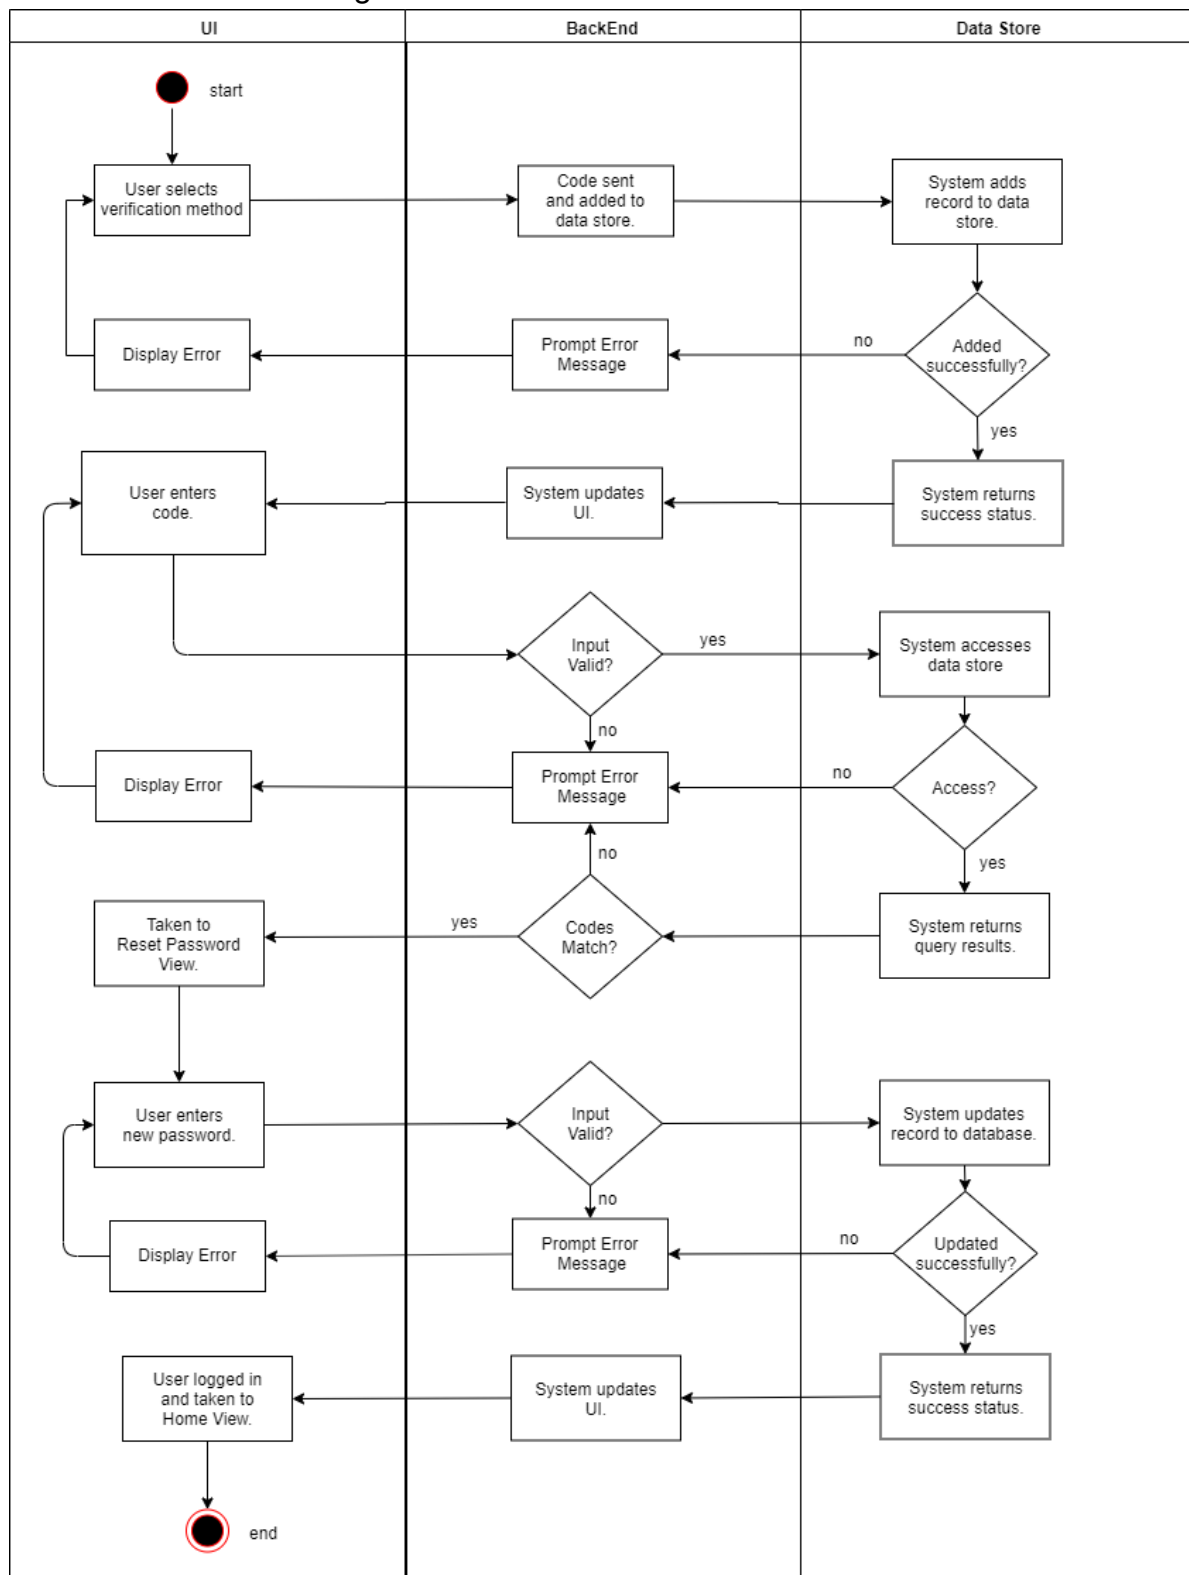 UI
BackEnd
Data Store
start
User selects
verification method
Code sent
and added to
data store.
System adds
record to data
store.
Display Error
Prompt Error
Message
no
Added
successfully?
yes
User enters
code.
System updates
UI.
System returns
success status.
Input
Valid?
yes
System accesses
data store
no
Display Error
Prompt Error
Message
no
Access?
no
yes
Taken to
Reset Password
View.
yes
Codes
Match?
System returns
query results.
User enters
new password.
Input
Valid?
System updates
record to database.
no
Display Error
Prompt Error
Message
no
Updated
successfully?
yes
User logged in
and taken to
Home View.
System updates
UI.
System returns
success status.
end